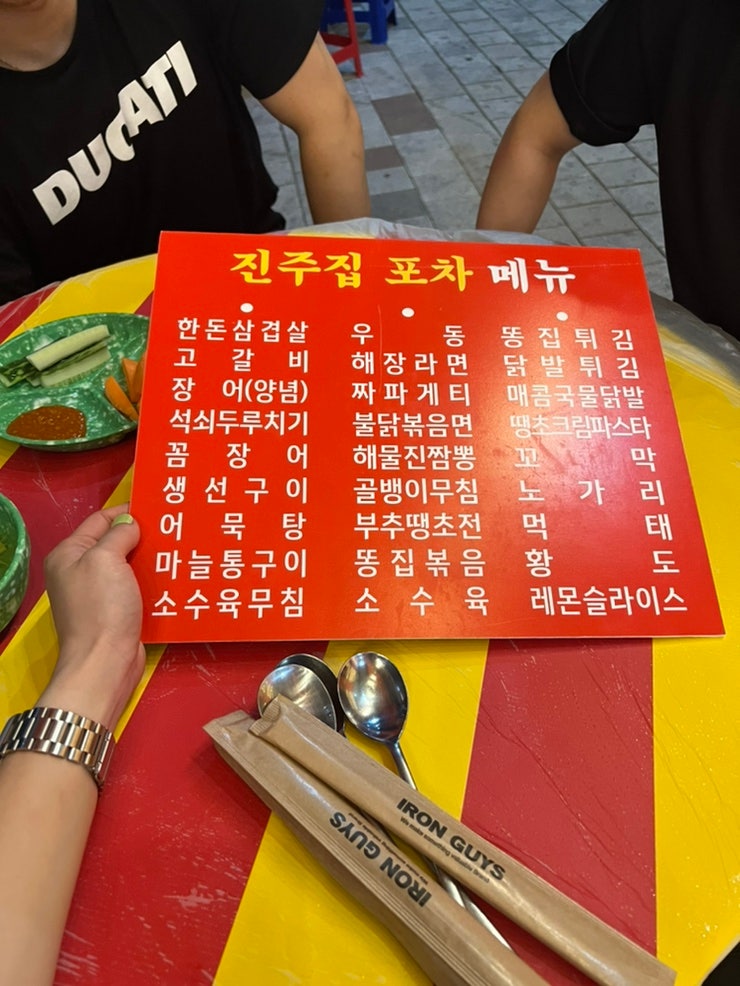 DUCATI
진주집 포차 메뉴
한돈삼겹살
고갈비
장어(양념)
석쇠두루치기
꼼장어
생선구이
어묵탕
마늘통구이
소수육무침
우동
해장라면
짜파게티
불닭볶음면
해물진짬뽕
골뱅이무침
부추땡초전
똥집볶음
소수육
똥집튀김
닭발튀김
매콤국물닭발
땡초크림파스타
꼬막
노가리
먹태
황도
레몬슬라이스
IRON GUYS
We make something valuable Brand
IRON GUYS